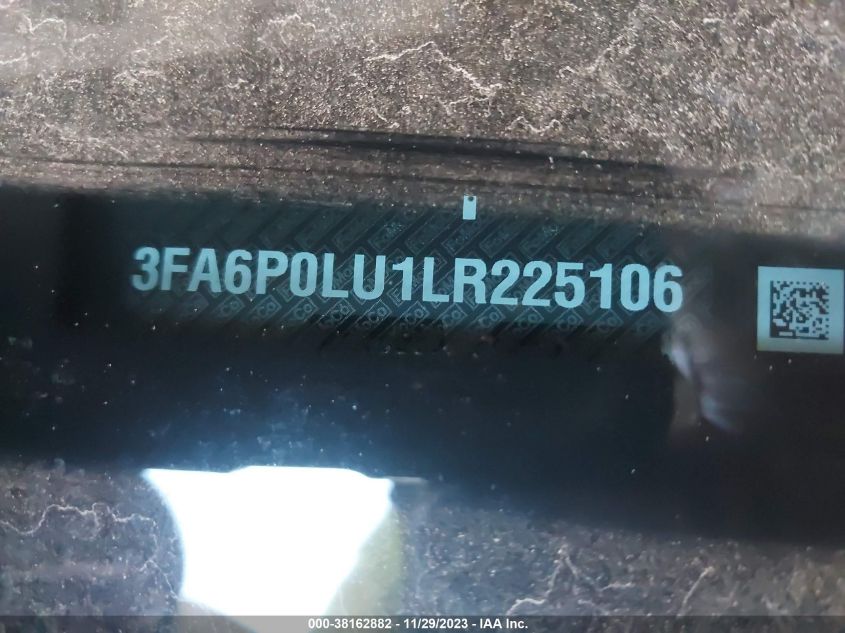 3FA6P0LU1LR225106
000-38162882 - 11/29/2023 - IAA Inc.